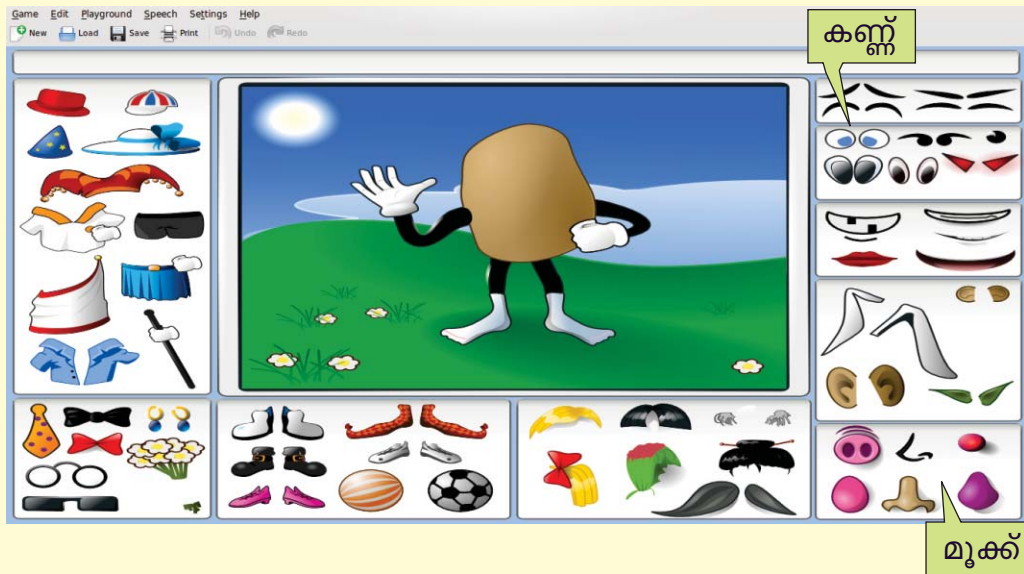 Game Edit Playground Speech Settings Help
New Load Save Print Undo Redo
കണ്ണ്
മൂക്ക്